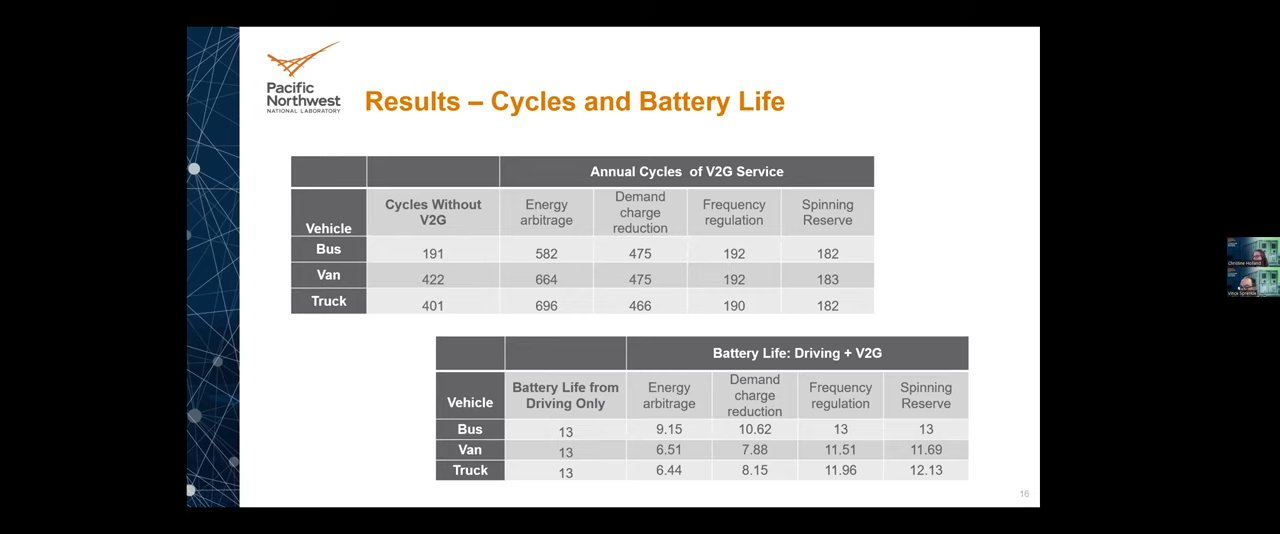 Pacific
Northwest
NATIONAL LABORATORY
Results – Cycles and Battery Life
Annual Cycles of V2G Service
Vehicle Cycles Without V2G Energy arbitrage Demand charge reduction Frequency regulation Spinning Reserve
Bus 191 582 475 192 182
Van 422 664 475 192 183
Truck 401 696 466 190 182
Battery Life: Driving + V2G
Vehicle Battery Life from Driving Only Energy arbitrage Demand charge reduction Frequency regulation Spinning Reserve
Bus 13 9.15 10.62 13 13
Van 13 6.51 7.88 11.51 11.69
Truck 13 6.44 8.15 11.96 12.13
16
Christine Holland